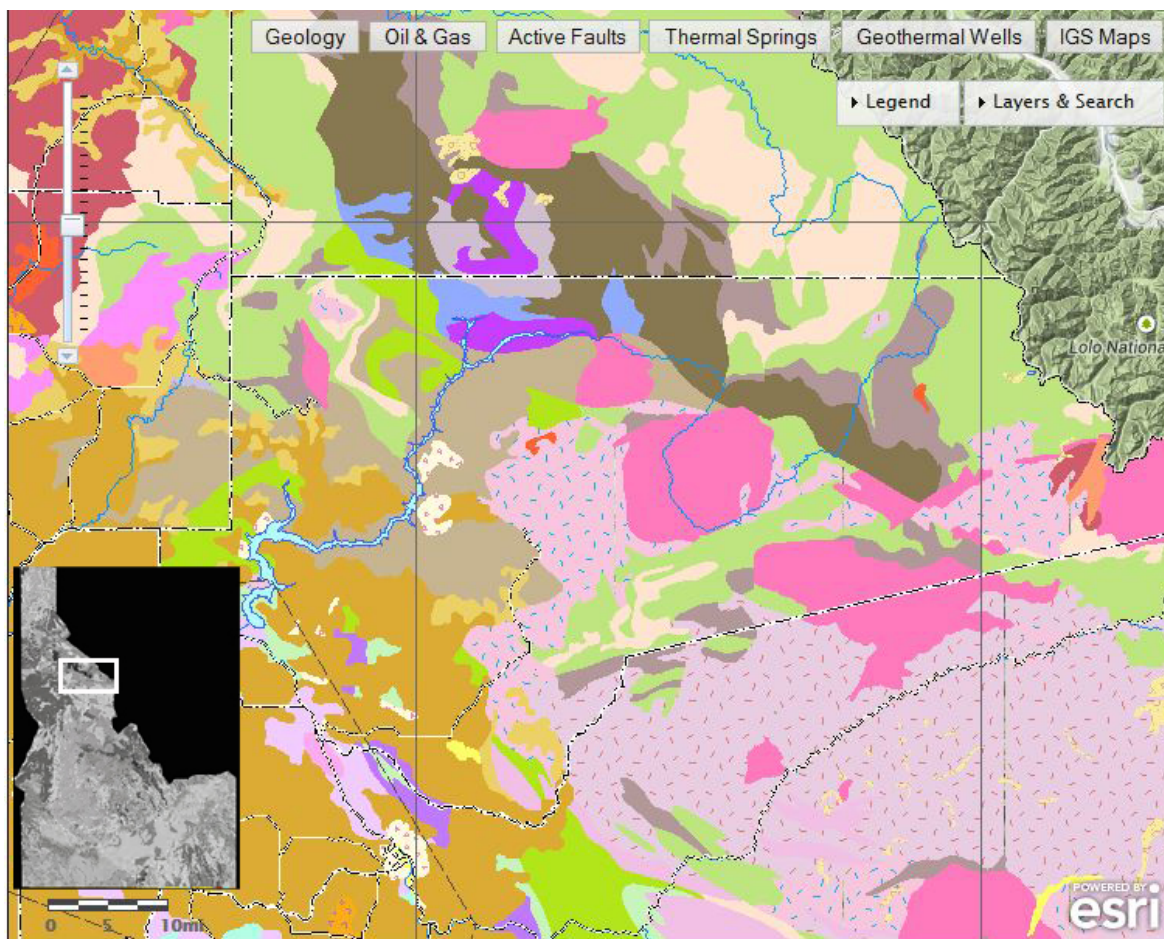 Geology Oil & Gas Active Faults Thermal Springs Geothermal Wells IGS Maps
Legend Layers & Search
Lolo Nationa
0 5 10mi
POWERED BY
esri